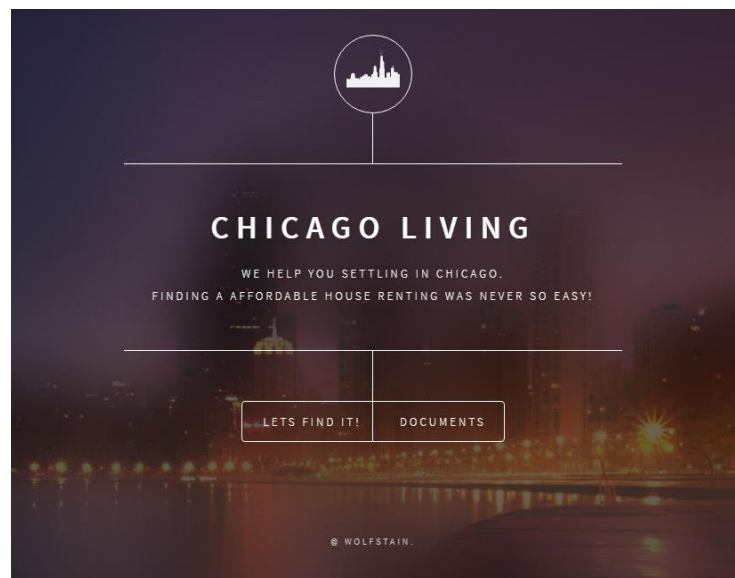 CHICAGO LIVING
WE HELP YOU SETTLING IN CHICAGO.
FINDING A AFFORDABLE HOUSE RENTING WAS NEVER SO EASY!
LETS FIND IT!
DOCUMENTS
@ WOLFSTAIN.